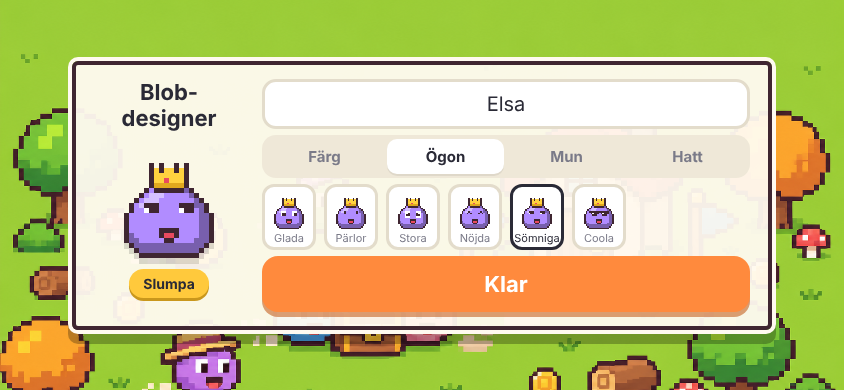 Blob-
designer
Elsa
Färg
Ögon
Mun
Hatt
Glada
Pärlor
Stora
Nöjda
Sömniga
Coola
Slumpa
Klar